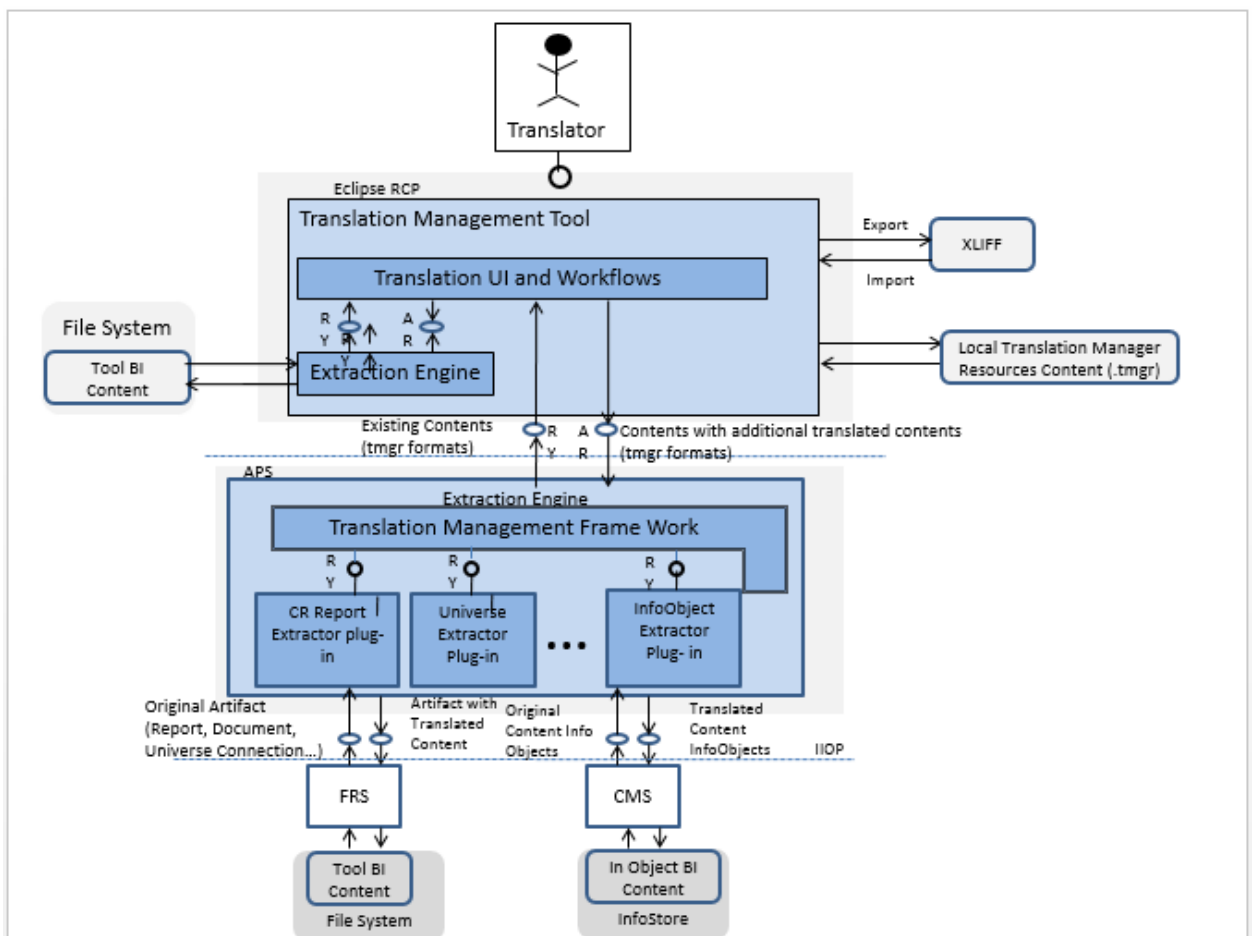 Translator
Eclipse RCP
Translation Management Tool
Export
XLIFF
Import
Translation UI and Workflows
R
Y
A
R
R
Y
File System
Tool BI
Content
Extraction Engine
Local Translation Manager
Resources Content (.tmgr)
Existing Contents
(tmgr formats)
R
Y
A
R
Contents with additional translated contents
(tmgr formats)
APS
Extraction Engine
Translation Management Frame Work
R
Y
R
Y
R
Y
CR Report
Extractor plug-
in
Universe
Extractor
Plug-in
...
InfoObject
Extractor
Plug- in
Original Artifact
(Report, Document,
Universe Connection...)
Artifact with
Translated
Content
Original
Content Info
Objects
Translated
Content
InfoObjects
IIOP
FRS
CMS
Tool BI
Content
File System
In Object BI
Content
InfoStore